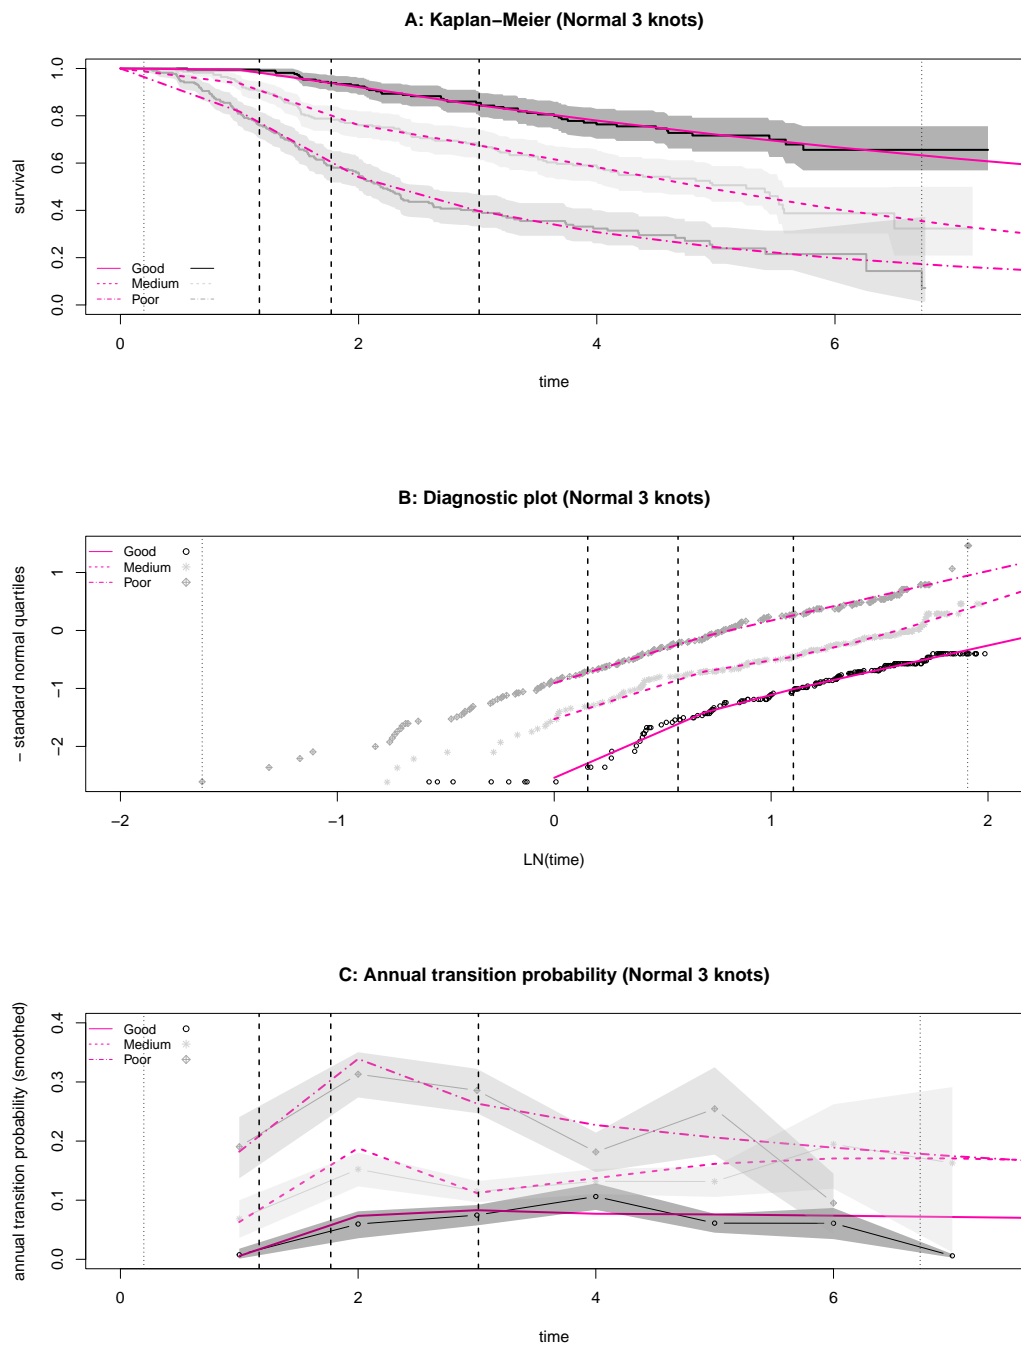 A: Kaplan−Meier (Normal 3 knots)
survival
0.0 0.2 0.4 0.6 0.8 1.0
Good
Medium
Poor
0 2 4 6
time
B: Diagnostic plot (Normal 3 knots)
− standard normal quartiles
−2 −1 0 1
Good
Medium
Poor
−2 −1 0 1 2
LN(time)
C: Annual transition probability (Normal 3 knots)
annual transition probability (smoothed)
0.0 0.1 0.2 0.3 0.4
Good
Medium
Poor
0 2 4 6
time